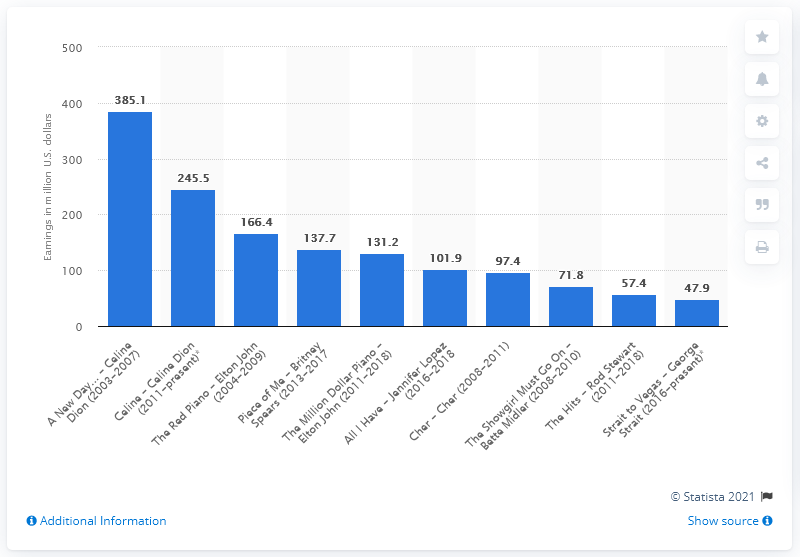 500
400
300
200
100
0
Earnings in million U.S. dollars
385.1
245.5
166.4
137.7
131.2
101.9
97.4
71.8
57.4
47.9
A New Day... – Celine
Dion (2003–2007)
Celine – Celine Dion
(2011–present)*
The Red Piano – Elton John
(2004–2009)
Piece of Me – Britney
Spears (2013–2017
The Million Dollar Piano –
Elton John (2011–2018)
All I Have – Jennifer Lopez
(2016–2018
Cher – Cher (2008–2011)
The Showgirl Must Go On –
Bette Midler (2008–2010)
The Hits – Rod Stewart
(2011–2018)
Strait to Vegas – George
Strait (2016–present)*
© Statista 2021
Additional Information
Show source